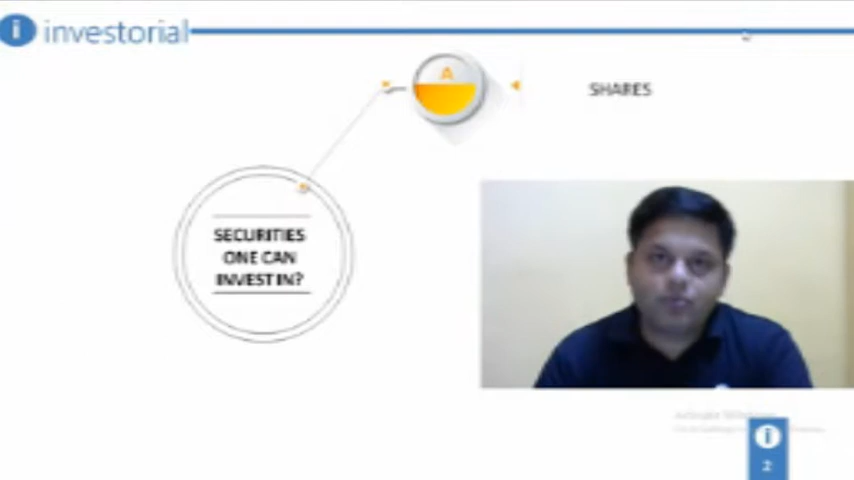 i investorial
A
SHARES
SECURITIES
ONE CAN
INVEST IN?
i
2